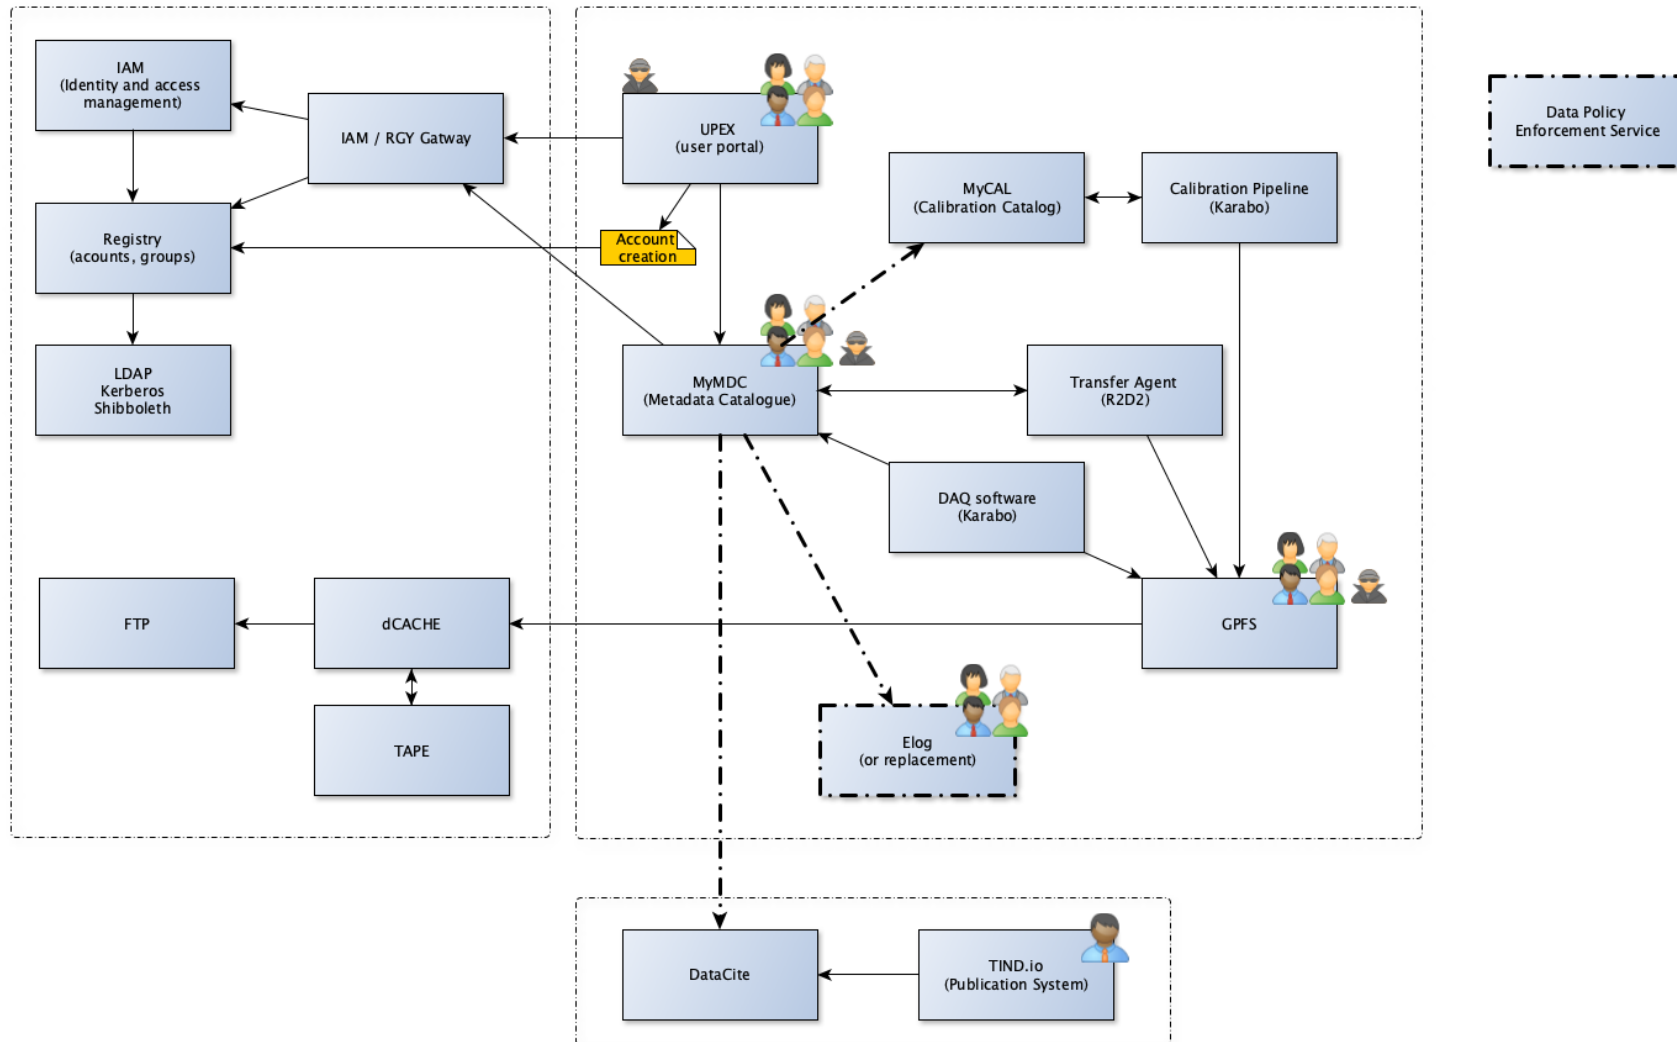 IAM
(Identity and access
management)
IAM / RGY Gatway
UPEX
(user portal)
Data Policy
Enforcement Service
MyCAL
(Calibration Catalog)
Calibration Pipeline
(Karabo)
Registry
(acounts, groups)
Account
creation
LDAP
Kerberos
Shibboleth
MyMDC
(Metadata Catalogue)
Transfer Agent
(R2D2)
DAQ software
(Karabo)
FTP
dCACHE
GPFS
TAPE
Elog
(or replacement)
DataCite
TIND.io
(Publication System)